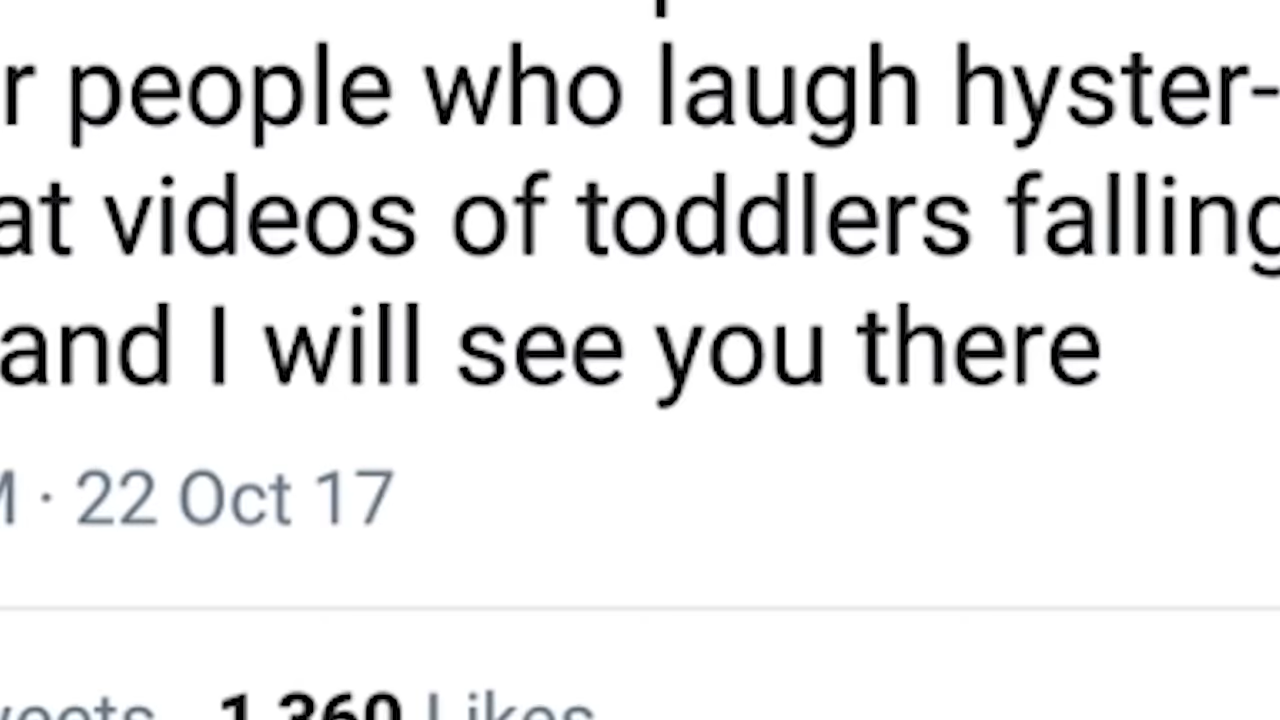 r people who laugh hyster-
at videos of toddlers falling
and I will see you there
M · 22 Oct 17
weets 1,360 Likes